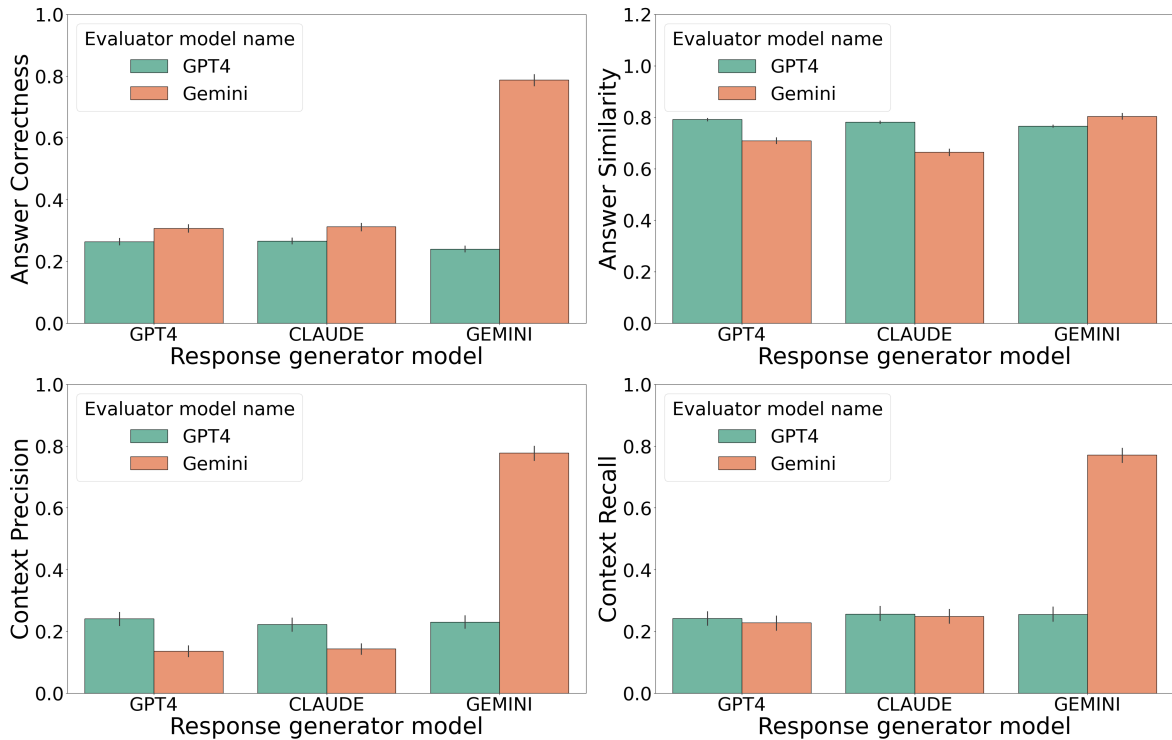 Answer Correctness
1.0
0.8
0.6
0.4
0.2
0.0
Evaluator model name
GPT4
Gemini
GPT4 CLAUDE GEMINI
Response generator model
Answer Similarity
1.2
1.0
0.8
0.6
0.4
0.2
0.0
Evaluator model name
GPT4
Gemini
GPT4 CLAUDE GEMINI
Response generator model
Context Precision
1.0
0.8
0.6
0.4
0.2
0.0
Evaluator model name
GPT4
Gemini
GPT4 CLAUDE GEMINI
Response generator model
Context Recall
1.0
0.8
0.6
0.4
0.2
0.0
Evaluator model name
GPT4
Gemini
GPT4 CLAUDE GEMINI
Response generator model